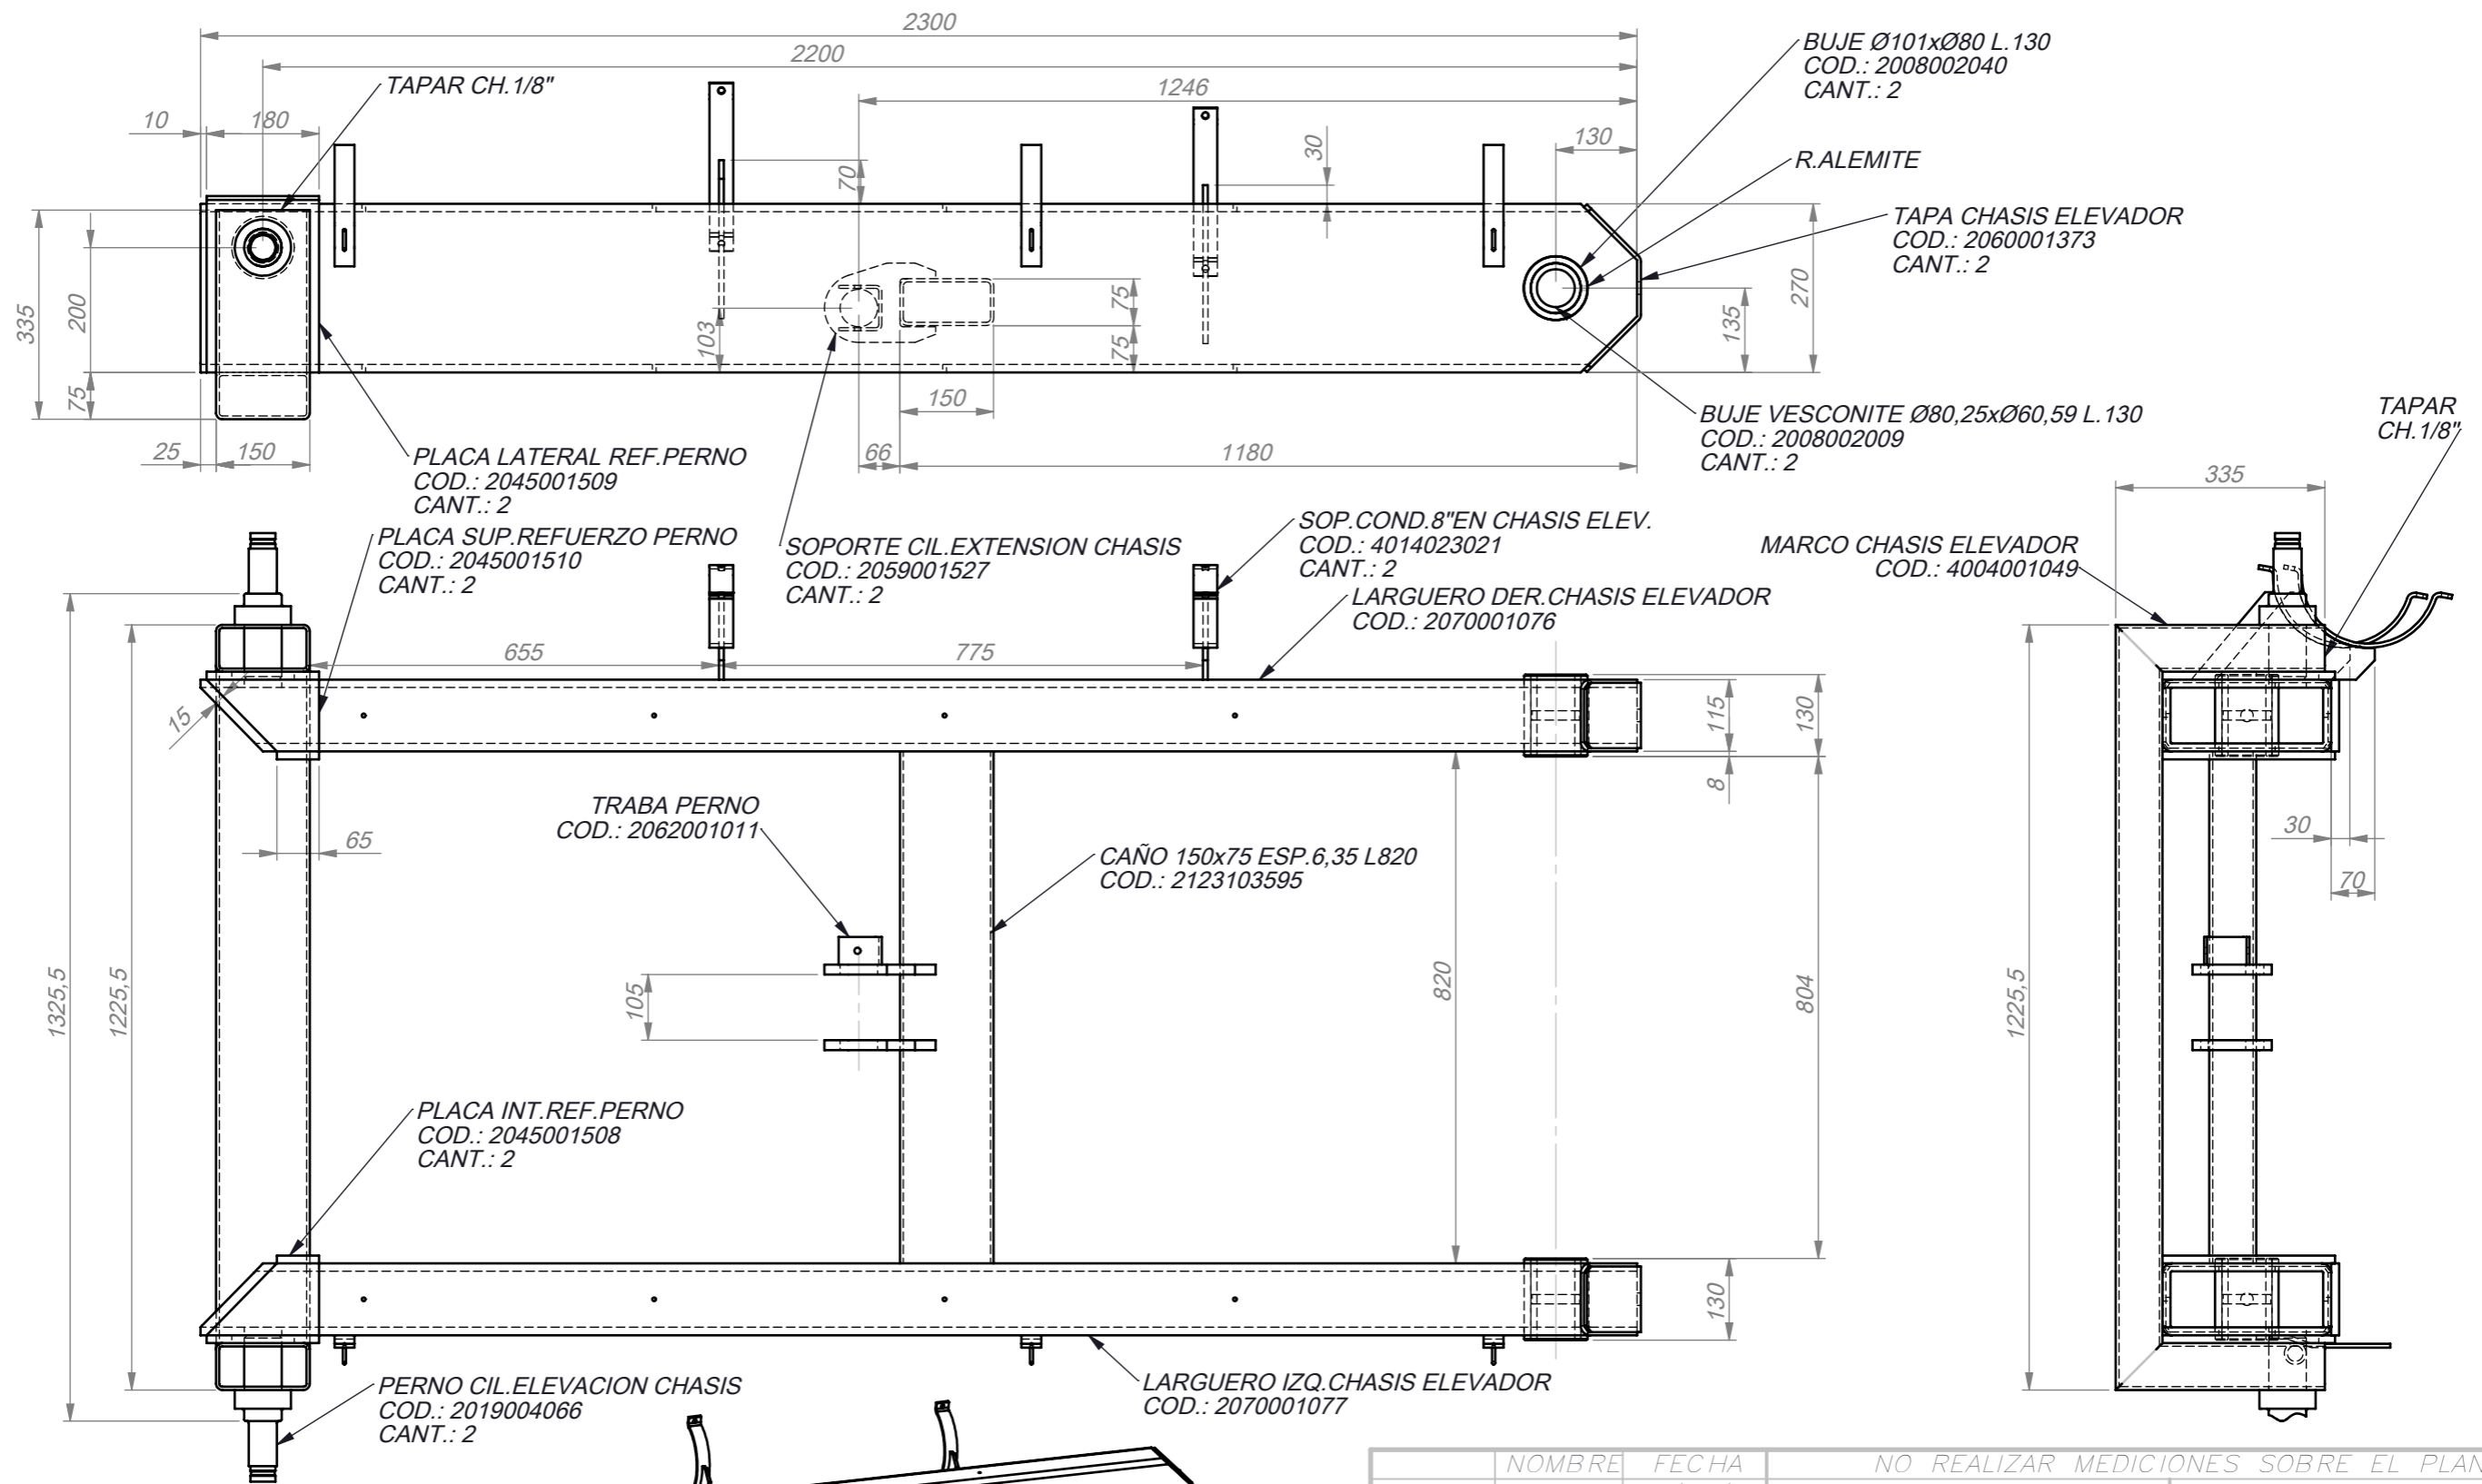 2300
2200
1246
TAPAR CH.1/8"
BUJE Ø101xØ80 L.130
COD.: 2008002040
CANT.: 2
10
180
70
30
130
R.ALEMITE
TAPA CHASIS ELEVADOR
COD.: 2060001373
CANT.: 2
335
200
75
103
75
75
135
270
25
150
150
66
1180
BUJE VESCONITE Ø80,25xØ60,59 L.130
COD.: 2008002009
CANT.: 2
TAPAR
CH.1/8"
PLACA LATERAL REF.PERNO
COD.: 2045001509
CANT.: 2
PLACA SUP.REFUERZO PERNO
COD.: 2045001510
CANT.: 2
SOPORTE CIL.EXTENSION CHASIS
COD.: 2059001527
CANT.: 2
SOP.COND.8"EN CHASIS ELEV.
COD.: 4014023021
CANT.: 2
LARGUERO DER.CHASIS ELEVADOR
COD.: 2070001076
335
MARCO CHASIS ELEVADOR
COD.: 4004001049
655
775
15
115
130
8
65
TRABA PERNO
COD.: 2062001011
CAÑO 150x75 ESP.6,35 L820
COD.: 2123103595
30
70
1325,5
1225,5
105
820
804
1225,5
PLACA INT.REF.PERNO
COD.: 2045001508
CANT.: 2
130
PERNO CIL.ELEVACION CHASIS
COD.: 2019004066
CANT.: 2
LARGUERO IZQ.CHASIS ELEVADOR
COD.: 2070001077
NOMBRE FECHA NO REALIZAR MEDICIONES SOBRE EL PLAN